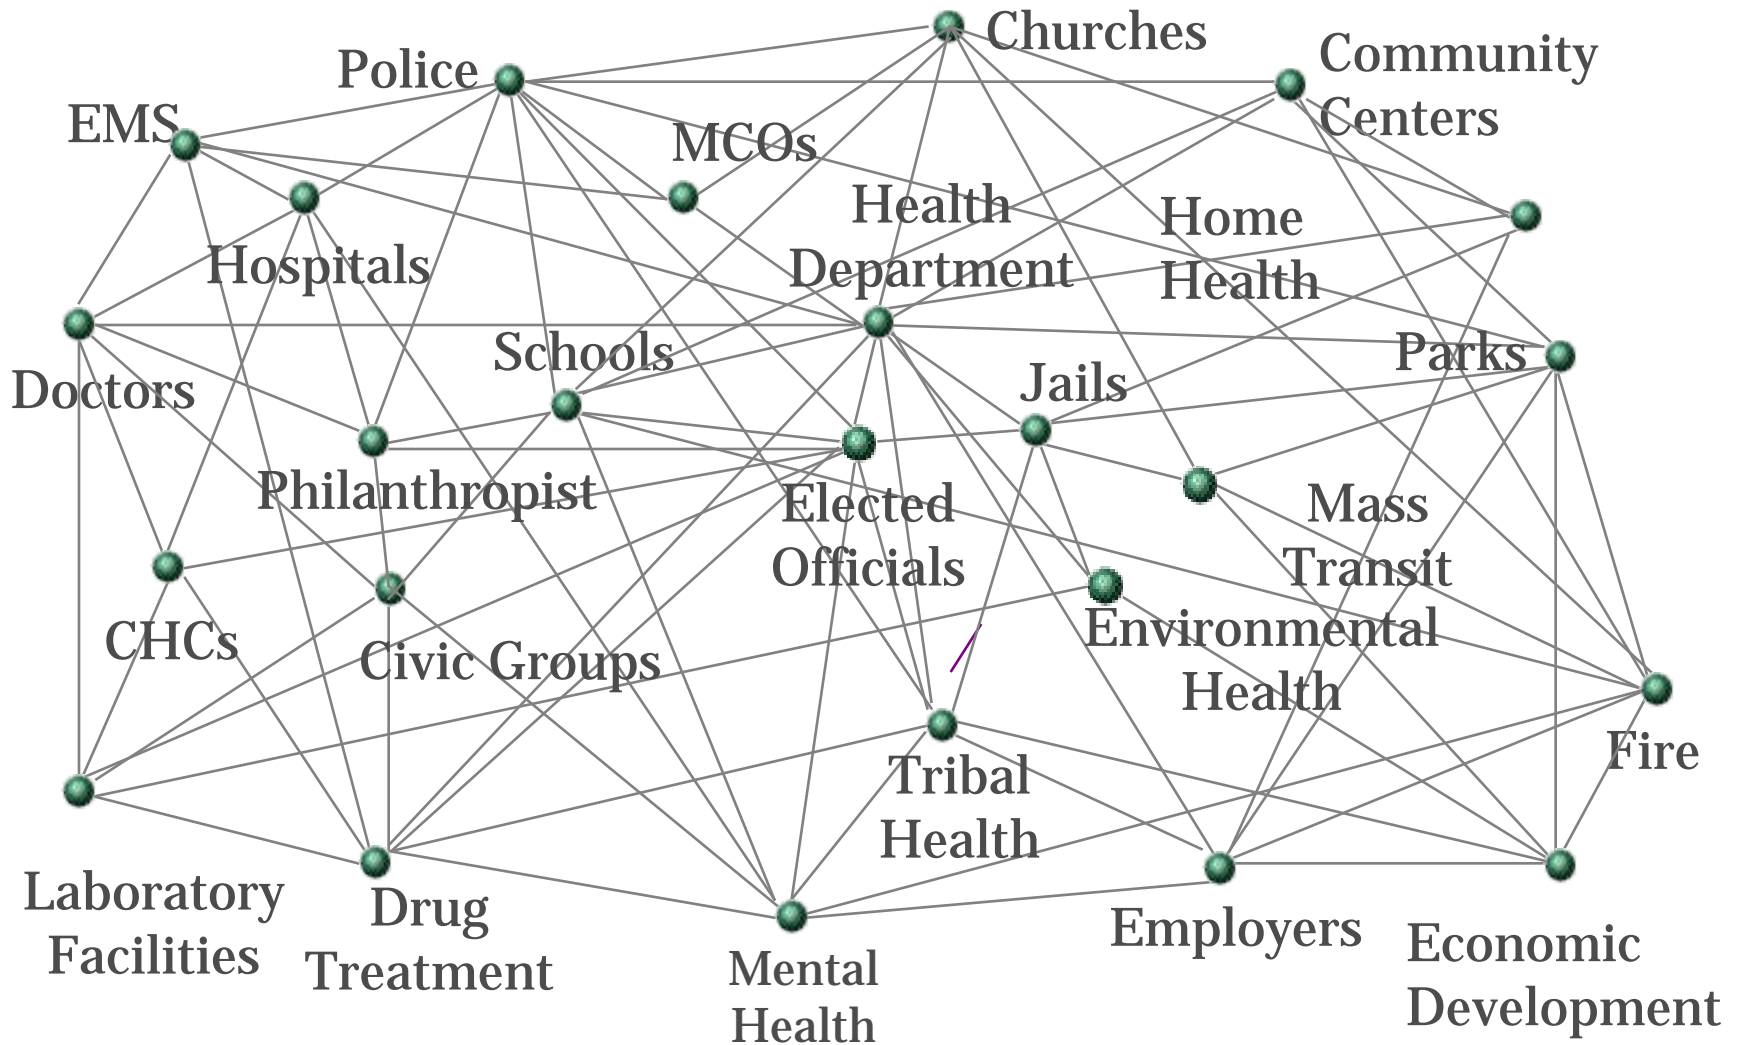 Churches
Community
Centers
Police
EMS
MCOs
Health
Department
Home
Health
Hospitals
Schools
Parks
Doctors
Jails
Philanthropist
Elected
Officials
Mass
Transit
CHCs
Civic Groups
Environmental
Health
Fire
Tribal
Health
Laboratory
Facilities
Drug
Treatment
Mental
Health
Employers
Economic
Development